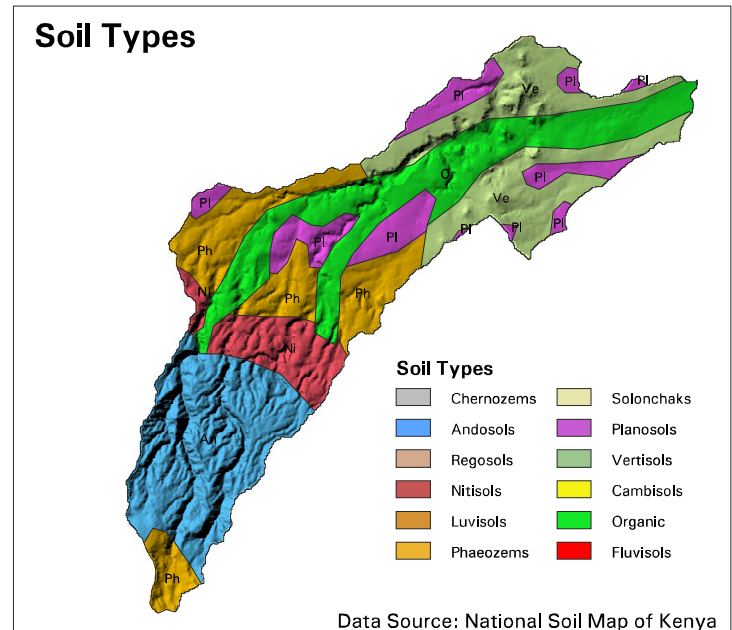 Soil Types
Pl
Pl
Pl
Ve
O
Pl
Pl
Ve
Pl
Pl
Pl
Pl
Pl
Ph
Ph
Ph
Ni
Ni
An
Ph
Soil Types
Chernozems
Andosols
Regosols
Nitisols
Luvisols
Phaeozems
Solonchaks
Planosols
Vertisols
Cambisols
Organic
Fluvisols
Data Source: National Soil Map of Kenya